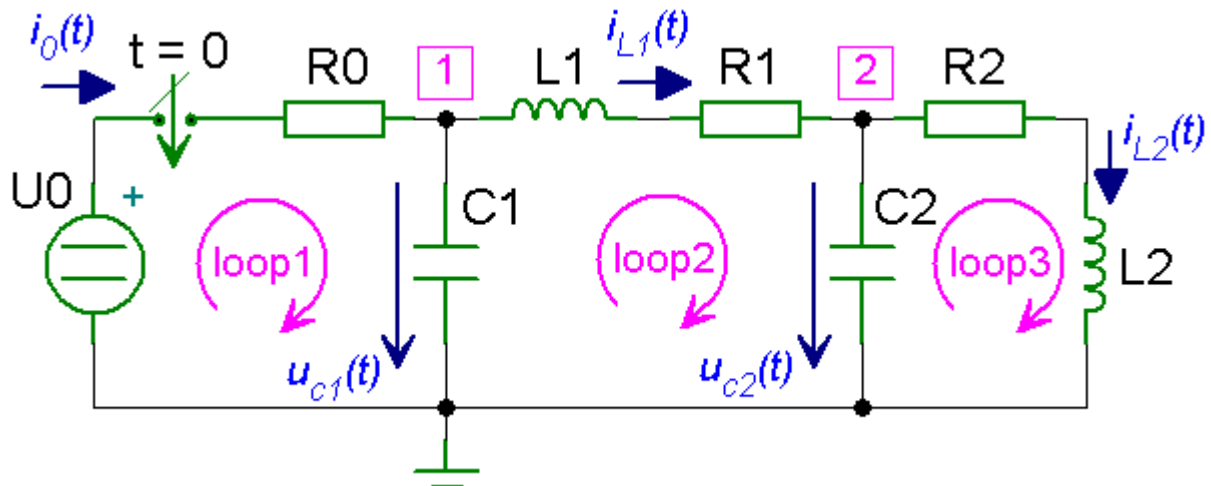 i0(t)
t = 0
R0
1
L1
iL1(t)
R1
2
R2
iL2(t)
U0
+
loop1
C1
loop2
C2
loop3
L2
uc1(t)
uc2(t)